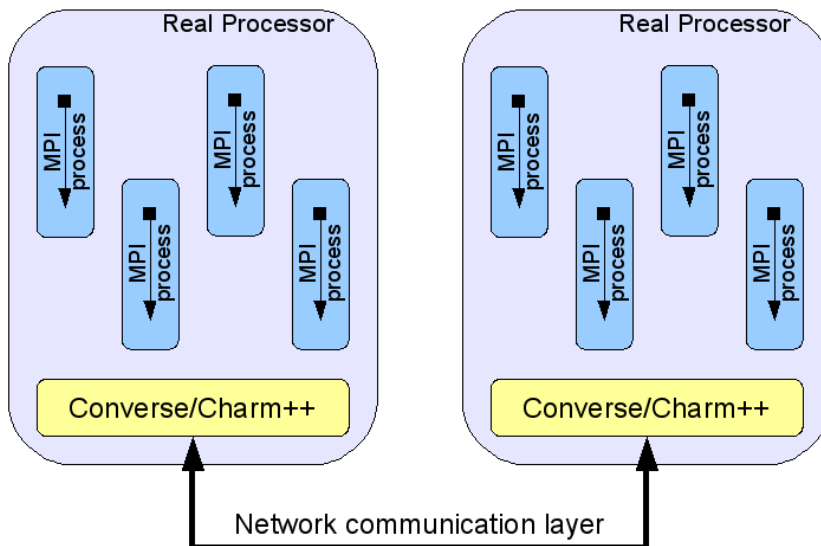 Real Processor
Real Processor
MPI
process
MPI
process
MPI
process
MPI
process
MPI
process
MPI
process
MPI
process
MPI
process
Converse/Charm++
Converse/Charm++
Network communication layer